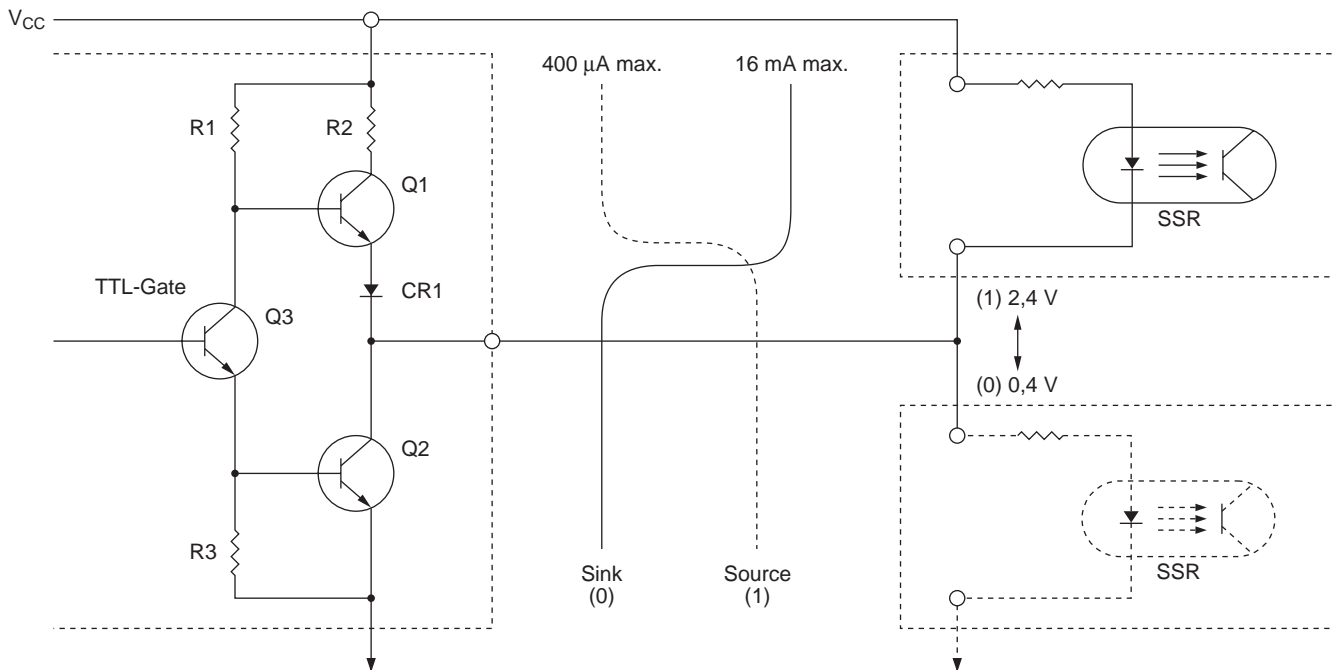 VCC
400 μA max.
16 mA max.
R1
R2
Q1
SSR
TTL-Gate
CR1
(1) 2,4 V
Q3
(0) 0,4 V
Q2
R3
Sink
(0)
Source
(1)
SSR